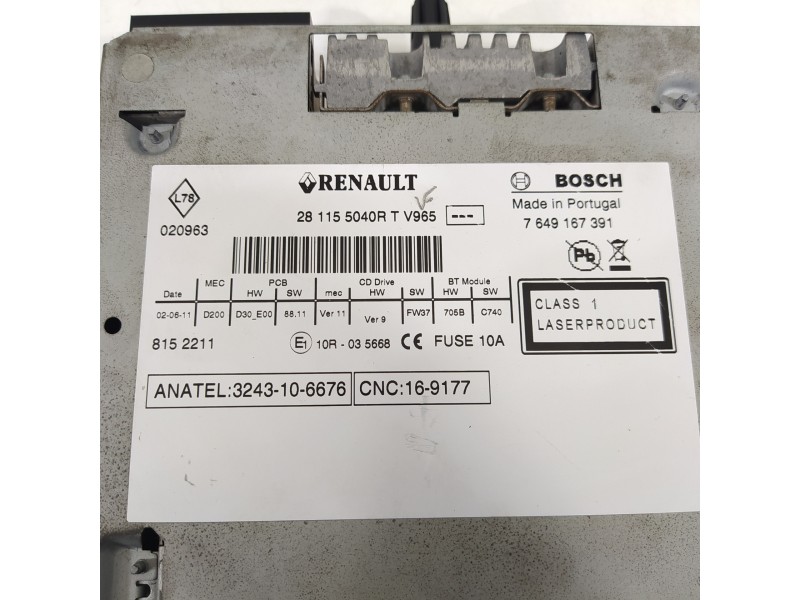 L78
020963
RENAULT
28 115 5040R T V965 ---
BOSCH
Made in Portugal
7 649 167 391
Pb
MEC PCB CD Drive BT Module
Date HW SW mec HW SW HW SW
02-06-11 D200 D30_E00 88.11 Ver 11 Ver 9 FW37 705B C740
CLASS 1
LASERPRODUCT
815 2211
E1 10R - 03 5668 CE FUSE 10A
ANATEL:3243-10-6676 CNC:16-9177